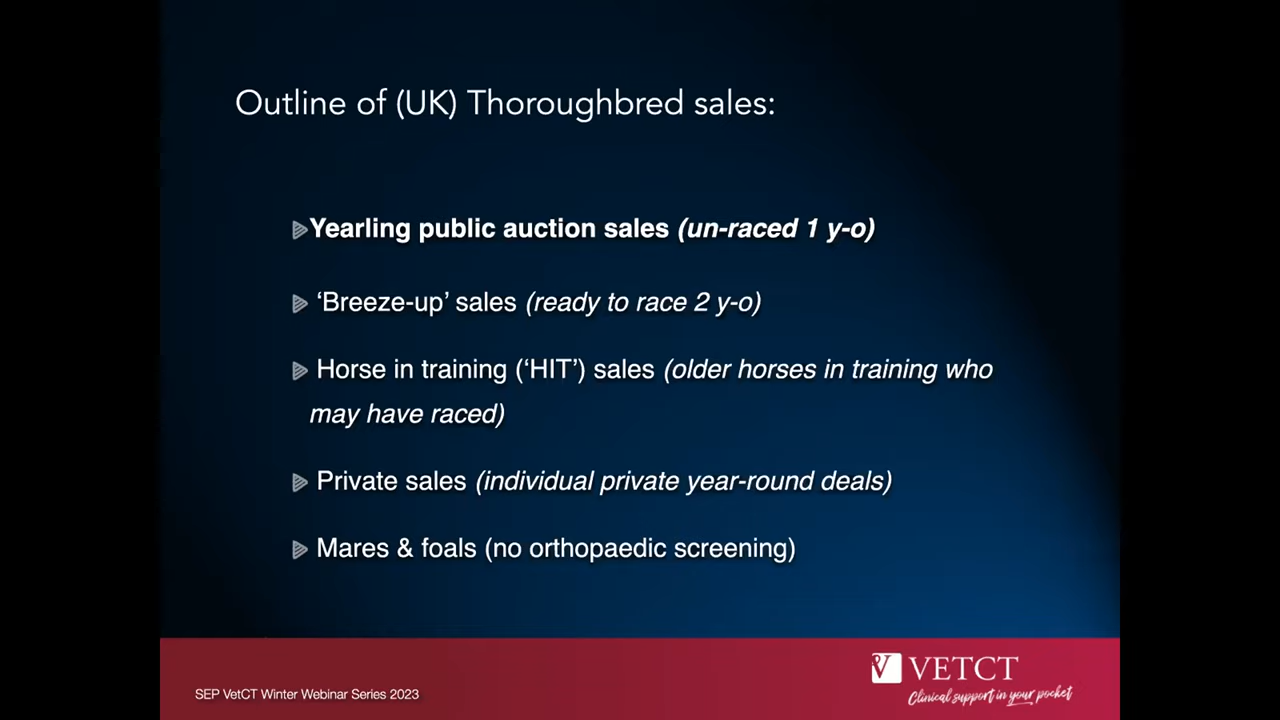 Outline of (UK) Thoroughbred sales:
Yearling public auction sales (un-raced 1 y-o)
‘Breeze-up’ sales (ready to race 2 y-o)
Horse in training (‘HIT’) sales (older horses in training who
may have raced)
Private sales (individual private year-round deals)
Mares & foals (no orthopaedic screening)
SEP VetCT Winter Webinar Series 2023
VETCT
Clinical support in your pocket